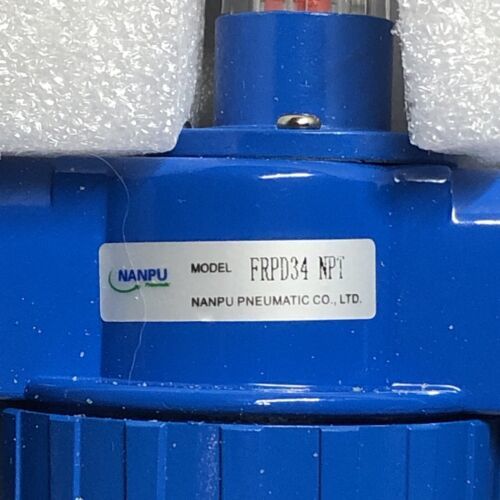 NANPU
Pneumatic
MODEL FRPD34 NPT
NANPU PNEUMATIC CO., LTD.